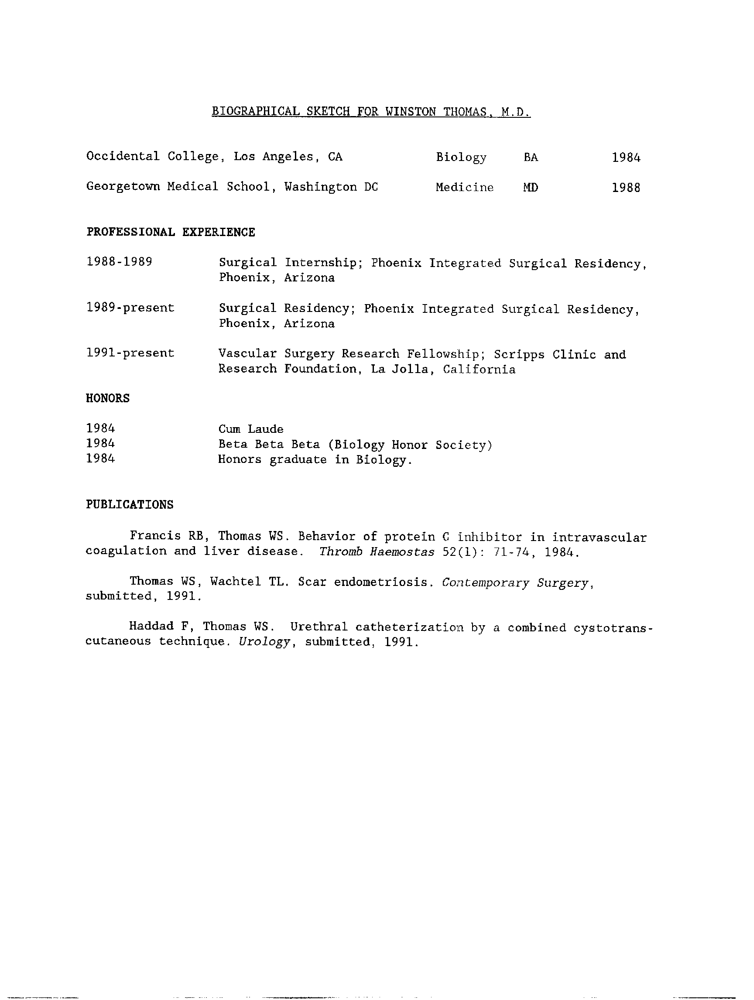 BIOGRAPHICAL SKETCH FOR WINSTON THOMAS, M.D.
Occidental College, Los Angeles, CA Biology BA 1984
Georgetown Medical School, Washington DC Medicine MD 1988
PROFESSIONAL EXPERIENCE
1988-1989 Surgical Internship; Phoenix Integrated Surgical Residency,
Phoenix, Arizona
1989-present Surgical Residency; Phoenix Integrated Surgical Residency,
Phoenix, Arizona
1991-present Vascular Surgery Research Fellowship; Scripps Clinic and
Research Foundation, La Jolla, California
HONORS
1984 Cum Laude
1984 Beta Beta Beta (Biology Honor Society)
1984 Honors graduate in Biology.
PUBLICATIONS
Francis RB, Thomas WS. Behavior of protein C inhibitor in intravascular
coagulation and liver disease. Thromb Haemostas 52(1): 71-74, 1984.
Thomas WS, Wachtel TL. Scar endometriosis. Contemporary Surgery,
submitted, 1991.
Haddad F, Thomas WS. Urethral catheterization by a combined cystotrans-
cutaneous technique. Urology, submitted, 1991.